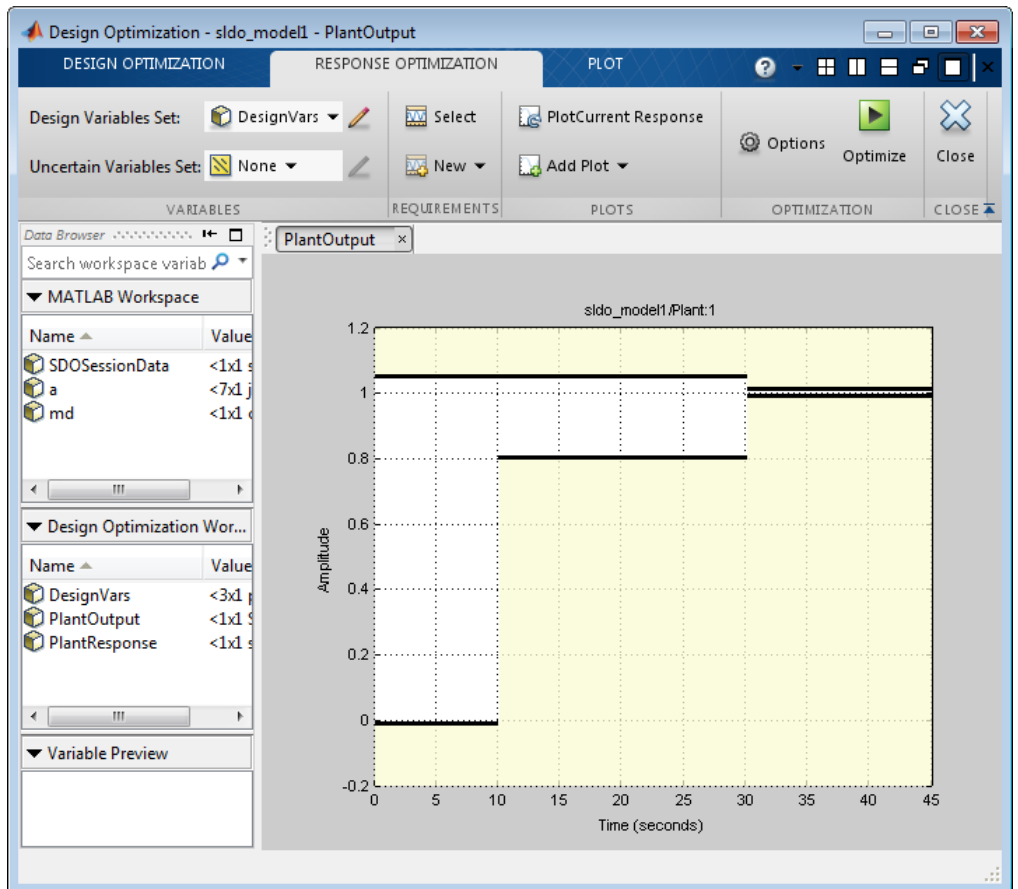 Design Optimization - sldo_model1 - PlantOutput
DESIGN OPTIMIZATION RESPONSE OPTIMIZATION PLOT
Design Variables Set: DesignVars
Uncertain Variables Set: None
VARIABLES
Select
New
REQUIREMENTS
PlotCurrent Response
Add Plot
PLOTS
Options
Optimize
OPTIMIZATION
Close
CLOSE
Data Browser
Search workspace variab
MATLAB Workspace
Name Value
SDOSessionData <1x1 s
a <7x1 j
md <1x1
Design Optimization Wor...
Name Value
DesignVars <3x1 p
PlantOutput <1x1 S
PlantResponse <1x1 s
Variable Preview
PlantOutput
sldo_model1/Plant:1
1.2
1
0.8
0.6
0.4
0.2
0
-0.2
Amplitude
0 5 10 15 20 25 30 35 40 45
Time (seconds)